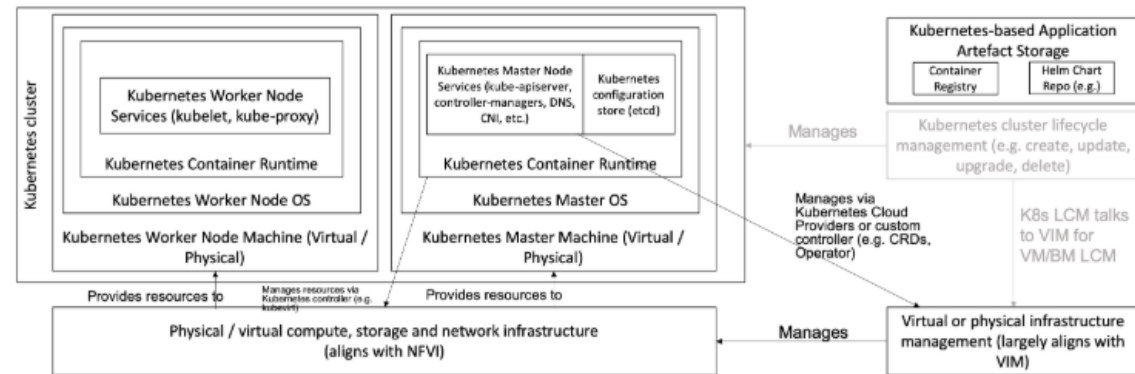 Kubernetes cluster
Kubernetes Worker Node
Services (kubelet, kube-proxy)
Kubernetes Container Runtime
Kubernetes Worker Node OS
Kubernetes Worker Node Machine (Virtual /
Physical)
Kubernetes Master Node
Services (kube-apiserver,
controller-managers, DNS,
CNI, etc.)
Kubernetes
configuration
store (etcd)
Kubernetes Container Runtime
Kubernetes Master OS
Kubernetes Master Machine (Virtual /
Physical)
Kubernetes-based Application
Artefact Storage
Container
Registry
Helm Chart
Repo (e.g.)
Manages
Kubernetes cluster lifecycle
management (e.g. create, update,
upgrade, delete)
Manages via
Kubernetes Cloud
Providers or custom
controller (e.g. CRDs,
Operator)
K8s LCM talks
to VIM for
VM/BM LCM
Provides resources to
Manages resources via
Kubernetes controller (e.g.
kubevirt)
Provides resources to
Physical / virtual compute, storage and network infrastructure
(aligns with NFVI)
Manages
Virtual or physical infrastructure
management (largely aligns with
VIM)